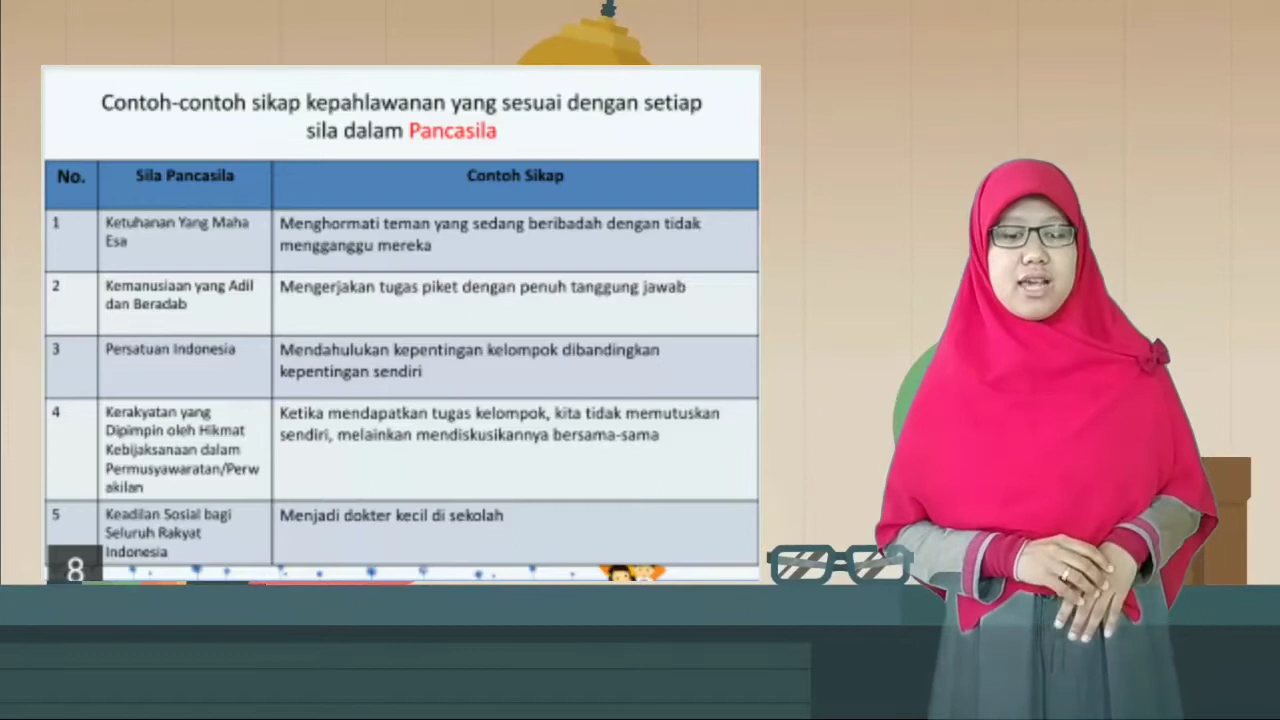 Contoh-contoh sikap kepahlawanan yang sesuai dengan setiap
sila dalam Pancasila
No. Sila Pancasila Contoh Sikap
1 Ketuhanan Yang Maha Menghormati teman yang sedang beribadah dengan tidak
Esa mengganggu mereka
2 Kemanusiaan yang Adil Mengerjakan tugas piket dengan penuh tanggung jawab
dan Beradab
3 Persatuan Indonesia Mendahulukan kepentingan kelompok dibandingkan
kepentingan sendiri
4 Kerakyatan yang Ketika mendapatkan tugas kelompok, kita tidak memutuskan
Dipimpin oleh Hikmat sendiri, melainkan mendiskusikannya bersama-sama
Kebijaksanaan dalam
Permusyawaratan/Perw
akilan
5 Keadilan Sosial bagi Menjadi dokter kecil di sekolah
Seluruh Rakyat
Indonesia
8